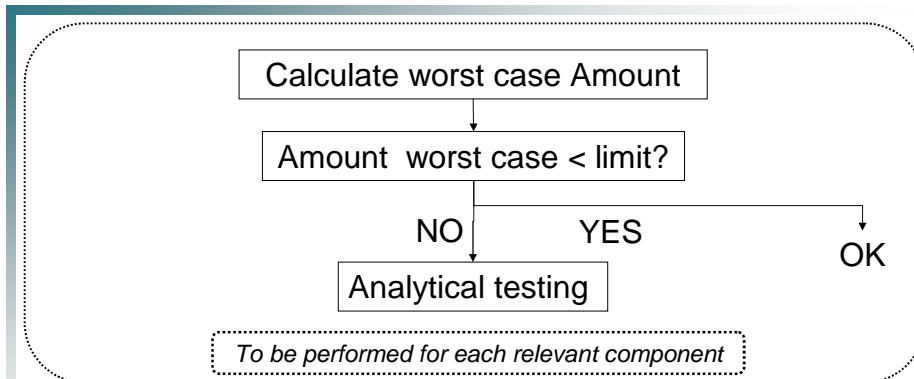 Calculate worst case Amount
Amount worst case < limit?
NO YES
OK
Analytical testing
To be performed for each relevant component